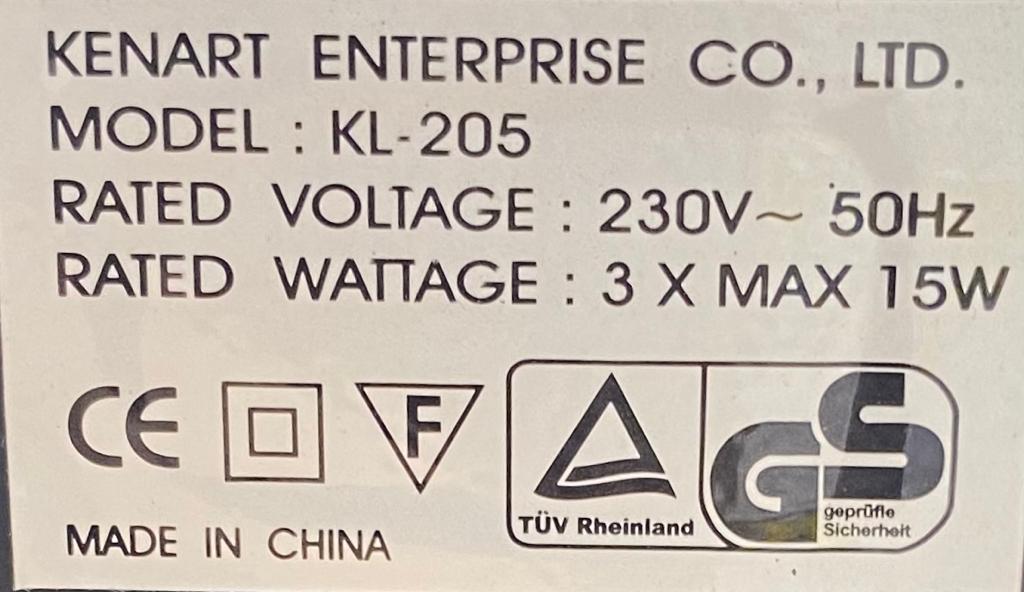 KENART ENTERPRISE CO., LTD.
MODEL : KL-205
RATED VOLTAGE : 230V~ 50Hz
RATED WATTAGE : 3 X MAX 15W
CE F
TÜV Rheinland
GS
geprüfte
Sicherheit
MADE IN CHINA